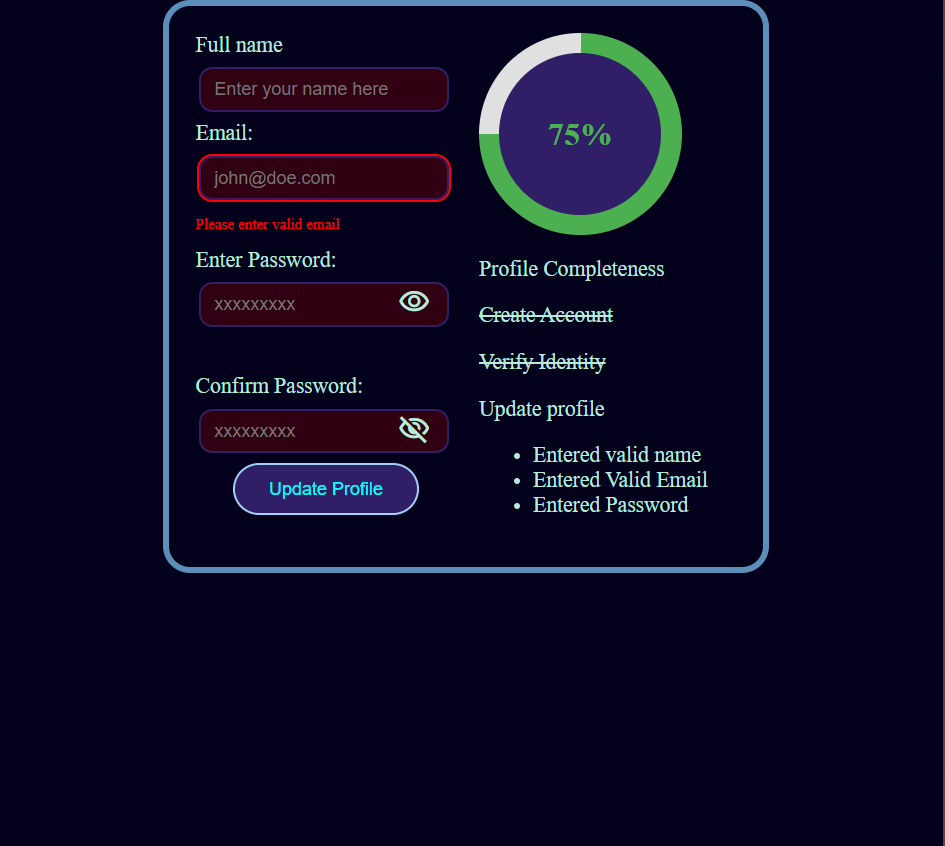 Full name
Enter your name here
Email:
john@doe.com
Please enter valid email
Enter Password:
xxxxxxxxx
Confirm Password:
xxxxxxxxx
Update Profile
75%
Profile Completeness
Create Account
Verify Identity
Update profile
Entered valid name
Entered Valid Email
Entered Password